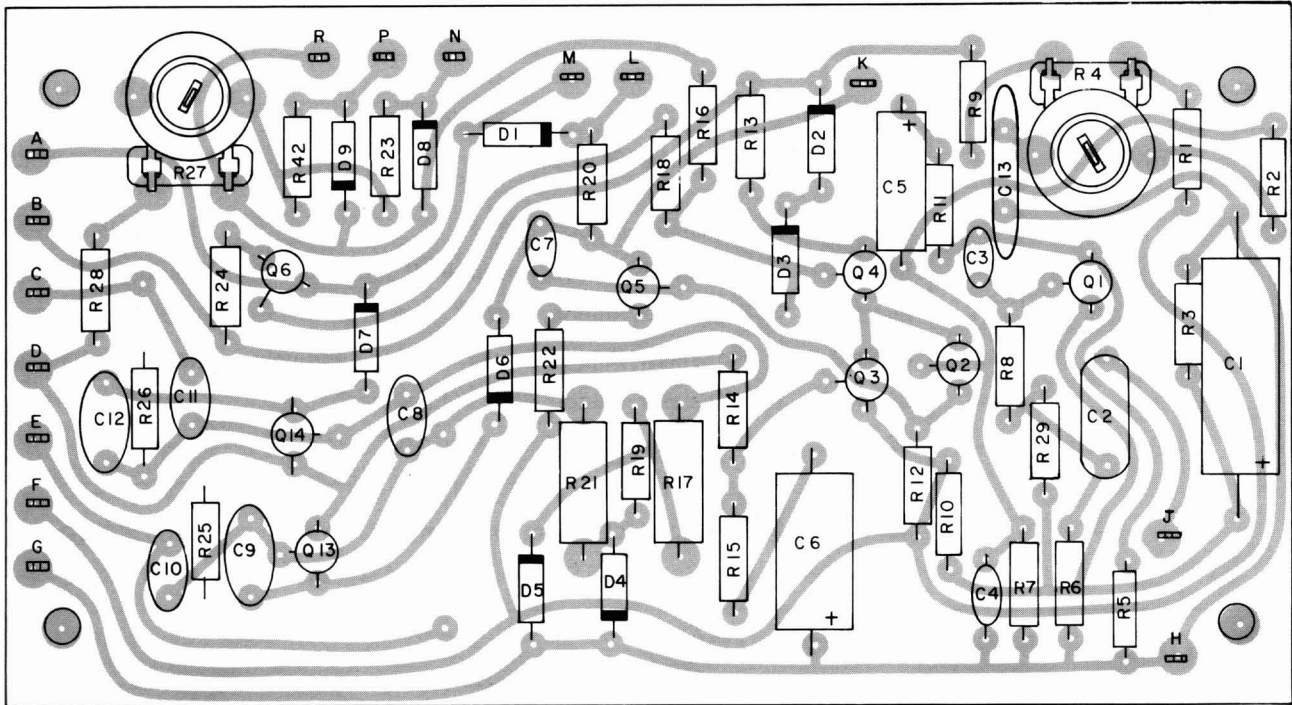 R
P
N
M
L
K
R 4
R27
A
B
C
D
E
F
G
H
J
R42
D9
R23
D8
D1
R20
R18
R16
R13
D2
C5
R11
R9
C13
R1
R2
R28
R24
Q6
D7
C7
Q5
D3
Q4
C3
Q1
R3
C1
C12
R26
C11
Q14
C8
D6
R22
R14
Q3
Q2
R8
R29
C2
R21
R19
R17
R12
R10
C10
R25
C9
Q13
D5
D4
R15
C6
C4
R7
R6
R5
+
+
+